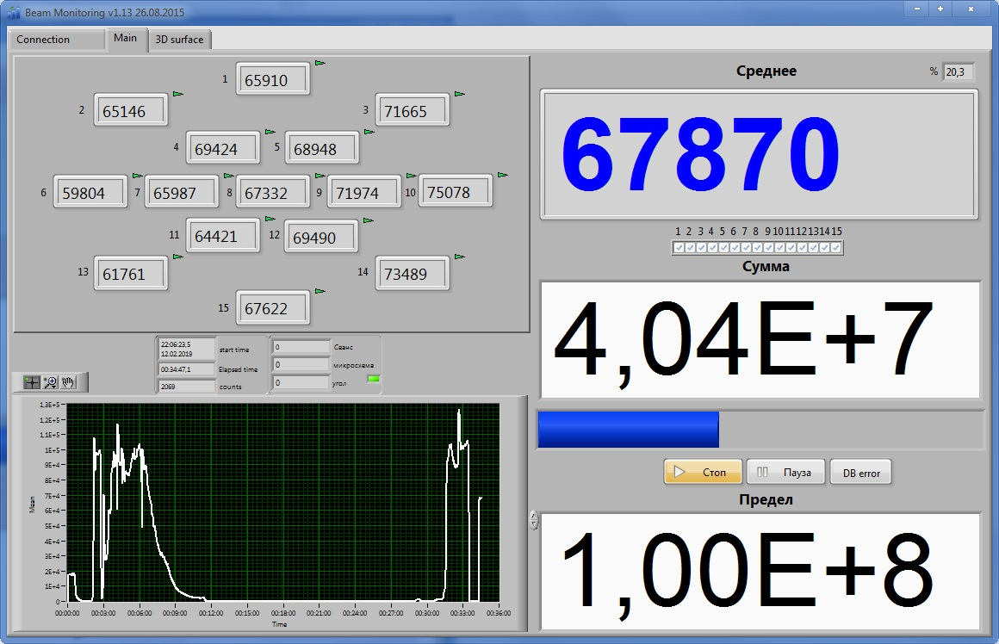 Beam Monitoring v1.13 26.08.2015
Connection Main 3D surface
1 65910
2 65146 3 71665
4 69424 5 68948
6 59804 7 65987 8 67332 9 71974 10 75078
11 64421 12 69490
13 61761 14 73489
15 67622
22:06:23,5
12.02.2019
start time
00:34:47,1 Elapsed time
2069 counts
0 Сеанс
0 микросхема
0 угол
1,3E+5
1,2E+5
1,1E+5
1E+5
9E+4
8E+4
7E+4
6E+4
5E+4
4E+4
3E+4
2E+4
1E+4
0
Mean
00:00:00 00:03:00 00:06:00 00:09:00 00:12:00 00:15:00 00:18:00 00:21:00 00:24:00 00:27:00 00:30:00 00:33:00 00:36:00
Time
Среднее
% 20,3
67870
1 2 3 4 5 6 7 8 9 10 11 12 13 14 15
Сумма
4,04E+7
Стоп Пауза DB error
Предел
1,00E+8